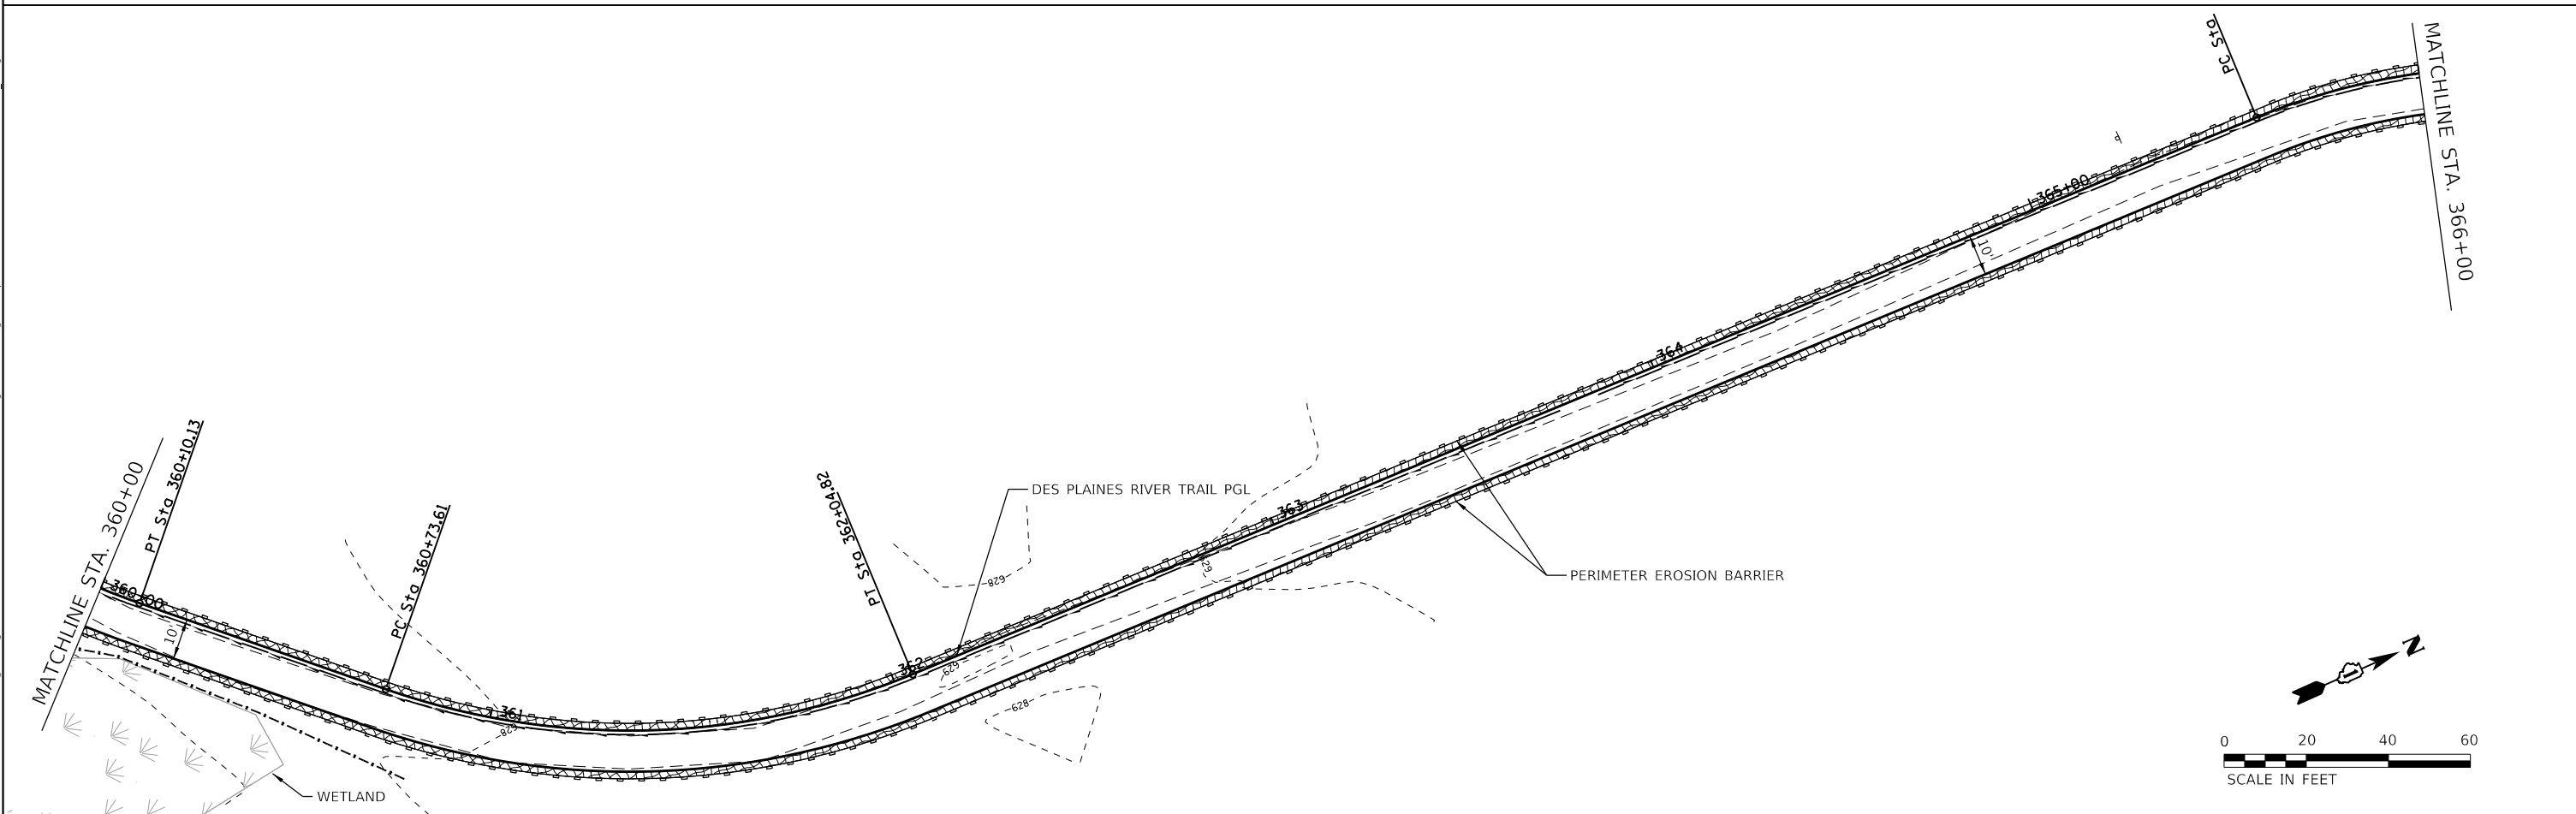 PC Sta
MATCHLINE STA. 366+00
365+00
10'
364
363
DES PLAINES RIVER TRAIL PGL
PERIMETER EROSION BARRIER
PT Sta 362+04.82
362
629
628
629
628
PC Sta 360+73.61
361
628
PT Sta 360+10.13
MATCHLINE STA. 360+00
360+00
10'
WETLAND
N
0 20 40 60
SCALE IN FEET